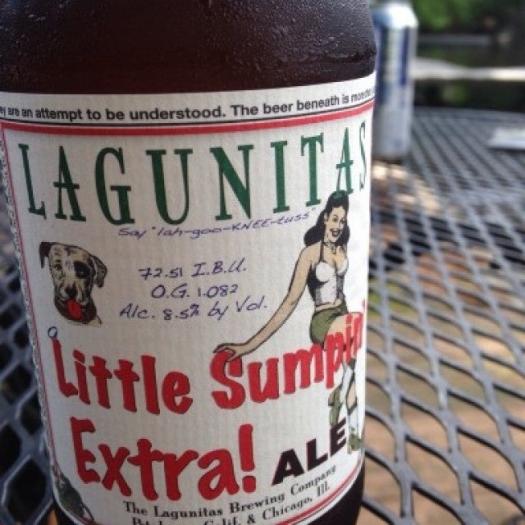 are an attempt to be understood. The beer beneath is
LAGUNITAS
Say "lah-goo-KNEE-tuss"
72.51 I.B.U.
O.G. 1.082
Alc. 8.5% by Vol.
a
"Little Sumpin'
Extra! ALE
The Lagunitas Brewing Company
Calif. & Chicago, Ill.